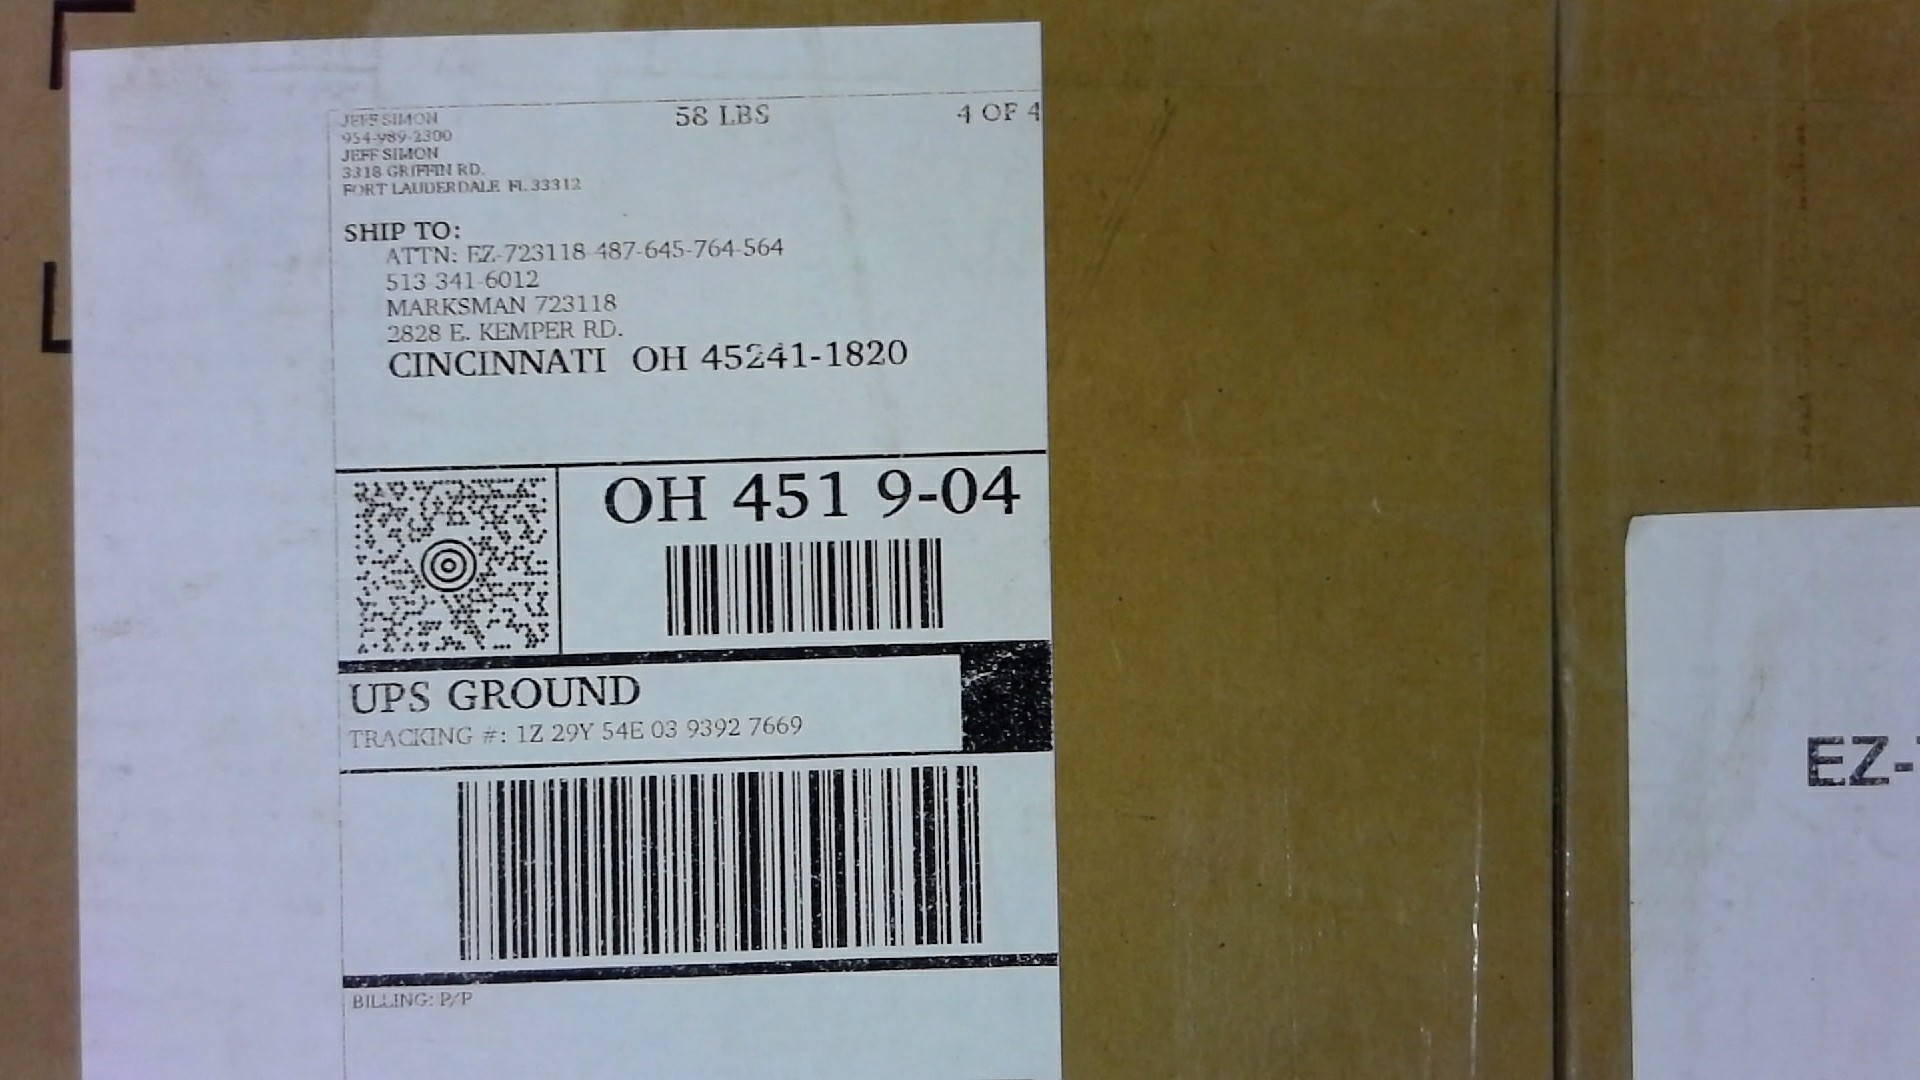 JEFF SIMON
954-989-2300
JEFF SIMON
3318 GRIFFIN RD.
FORT LAUDERDALE FL 33312
58 LBS
4 OF 4
SHIP TO:
ATTN: EZ-723118-487-645-764-564
513 341-6012
MARKSMAN 723118
2828 E. KEMPER RD.
CINCINNATI OH 45241-1820
OH 451 9-04
UPS GROUND
TRACKING #: 1Z 29Y 54E 03 9392 7669
BILLING: P/P
EZ-